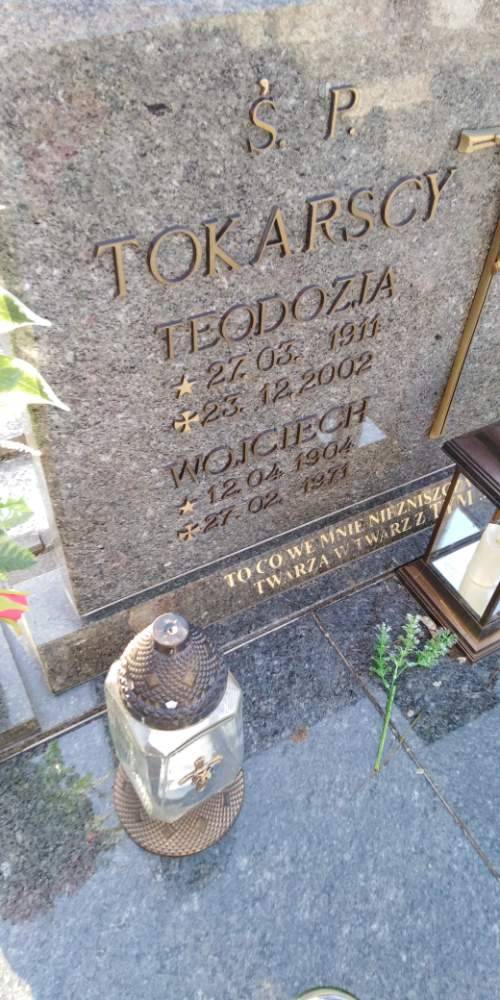 Ś. P.
TOKARSCY
TEODOZJA
27. 03. 1911
23. 12. 2002
WOJCIECH
12. 04. 1904
27. 02. 1971
TO CO WE MNIE
TWARZĄ W TWARZ Z TYM